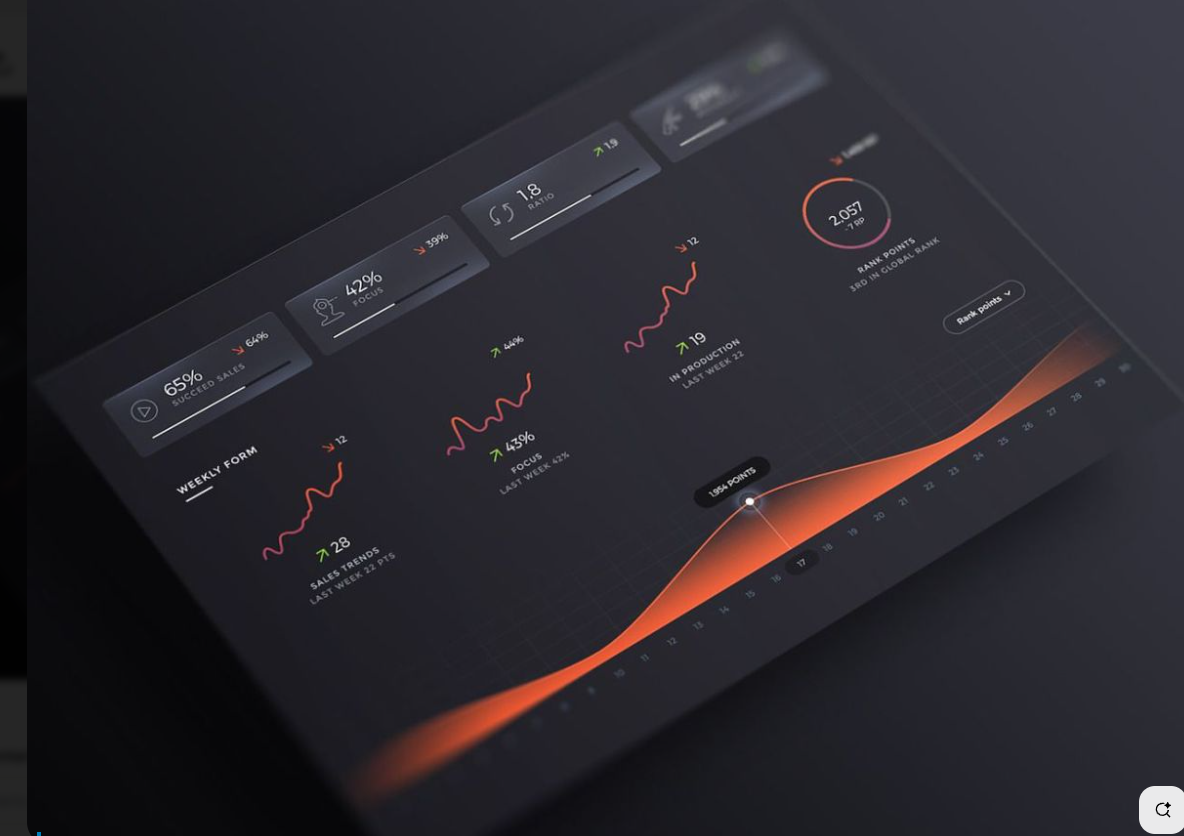 65%
SUCCEED SALES
64%
42%
FOCUS
39%
1,8
RATIO
1.9
WEEKLY FORM
12
28
SALES TRENDS
LAST WEEK 22 PTS
44%
43%
FOCUS
LAST WEEK 42%
12
19
IN PRODUCTION
LAST WEEK 22
2,057
-7 RP
RANK POINTS
3RD IN GLOBAL RANK
Rank points
1,954 POINTS
9 10 11 12 13 14 15 16 17 18 19 20 21 22 23 24 25 26 27 28 29 30